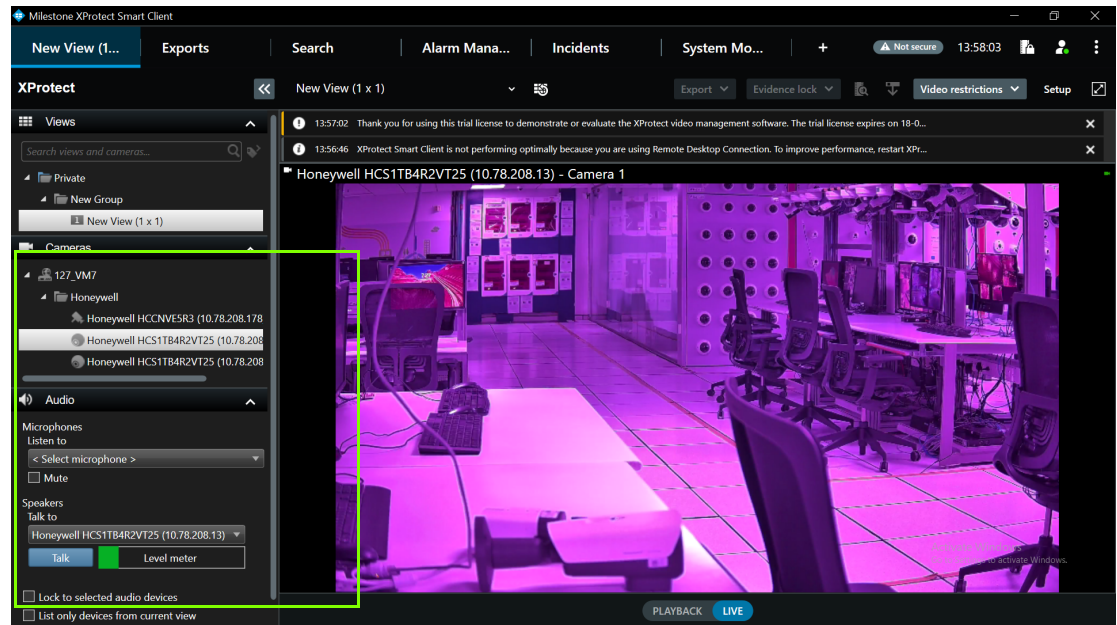 Milestone XProtect Smart Client
New View (1...
Exports
Search
Alarm Mana...
Incidents
System Mo...
+
Not secure
13:58:03
XProtect
New View (1 x 1)
Export
Evidence lock
Video restrictions
Setup
Views
13:57:02 Thank you for using this trial license to demonstrate or evaluate the XProtect video management software. The trial license expires on 18-0...
13:56:46 XProtect Smart Client is not performing optimally because you are using Remote Desktop Connection. To improve performance, restart XPr...
Search views and cameras...
Private
New Group
1 New View (1 x 1)
Honeywell HCS1TB4R2VT25 (10.78.208.13) - Camera 1
Cameras
127_VM7
Honeywell
Honeywell HCCNVE5R3 (10.78.208.178
Honeywell HCS1TB4R2VT25 (10.78.208
Honeywell HCS1TB4R2VT25 (10.78.208
Audio
Microphones
Listen to
< Select microphone >
Mute
Speakers
Talk to
Honeywell HCS1TB4R2VT25 (10.78.208.13)
Talk
Level meter
Lock to selected audio devices
List only devices from current view
Activate Windows
to activate Windows.
PLAYBACK
LIVE